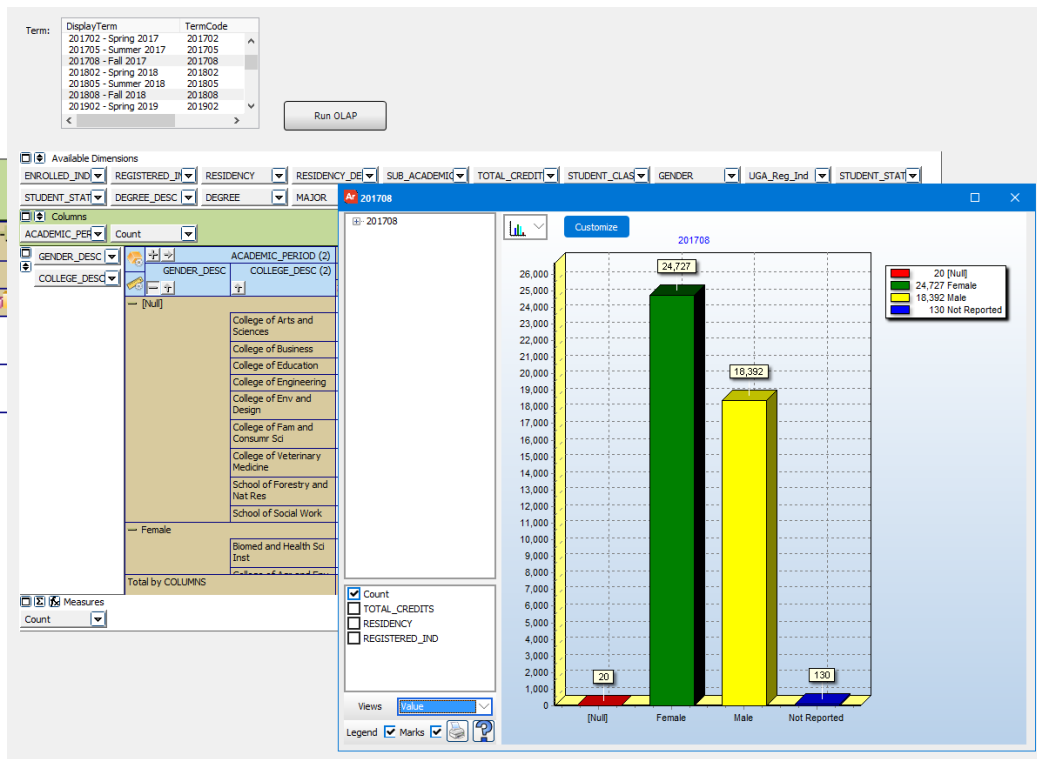 Term:
DisplayTerm TermCode
201702 - Spring 2017 201702
201705 - Summer 2017 201705
201708 - Fall 2017 201708
201802 - Spring 2018 201802
201805 - Summer 2018 201805
201808 - Fall 2018 201808
201902 - Spring 2019 201902
Run OLAP
Available Dimensions
ENROLLED_IND REGISTERED_I RESIDENCY RESIDENCY_DE SUB_ACADEMIC TOTAL_CREDIT STUDENT_CLAS GENDER UGA_Reg_Ind STUDENT_STAT
STUDENT_STAT DEGREE_DESC DEGREE MAJOR
Columns
ACADEMIC_PER Count
GENDER_DESC
COLLEGE_DESC
ACADEMIC_PERIOD (2)
GENDER_DESC COLLEGE_DESC (2)
[Null]
College of Arts and
Sciences
College of Business
College of Education
College of Engineering
College of Env and
Design
College of Fam and
Consumr Sci
College of Veterinary
Medicine
School of Forestry and
Nat Res
School of Social Work
Female
Biomed and Health Sci
Inst
Total by COLUMNS
Measures
Count
Ar 201708
201708
Customize
201708
26,000
25,000
24,000
23,000
22,000
21,000
20,000
19,000
18,000
17,000
16,000
15,000
14,000
13,000
12,000
11,000
10,000
9,000
8,000
7,000
6,000
5,000
4,000
3,000
2,000
1,000
0
24,727
18,392
20
130
[Null] Female Male Not Reported
20 [Null]
24,727 Female
18,392 Male
130 Not Reported
Count
TOTAL_CREDITS
RESIDENCY
REGISTERED_IND
Views Value
Legend Marks